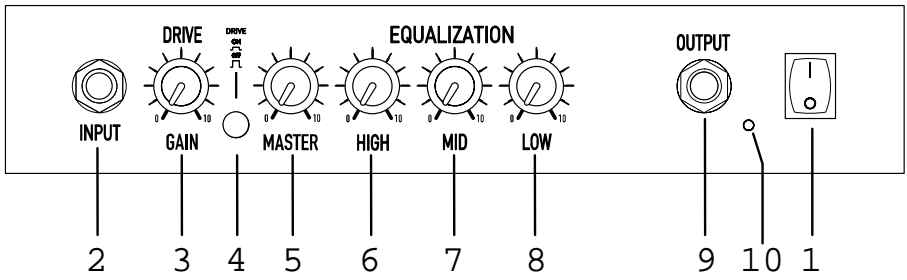 DRIVE
DRIVE
ON
EQUALIZATION
OUTPUT
0 10
0 10
0 10
0 10
0 10
INPUT
GAIN
MASTER
HIGH
MID
LOW
2 3 4 5 6 7 8 9 10 1